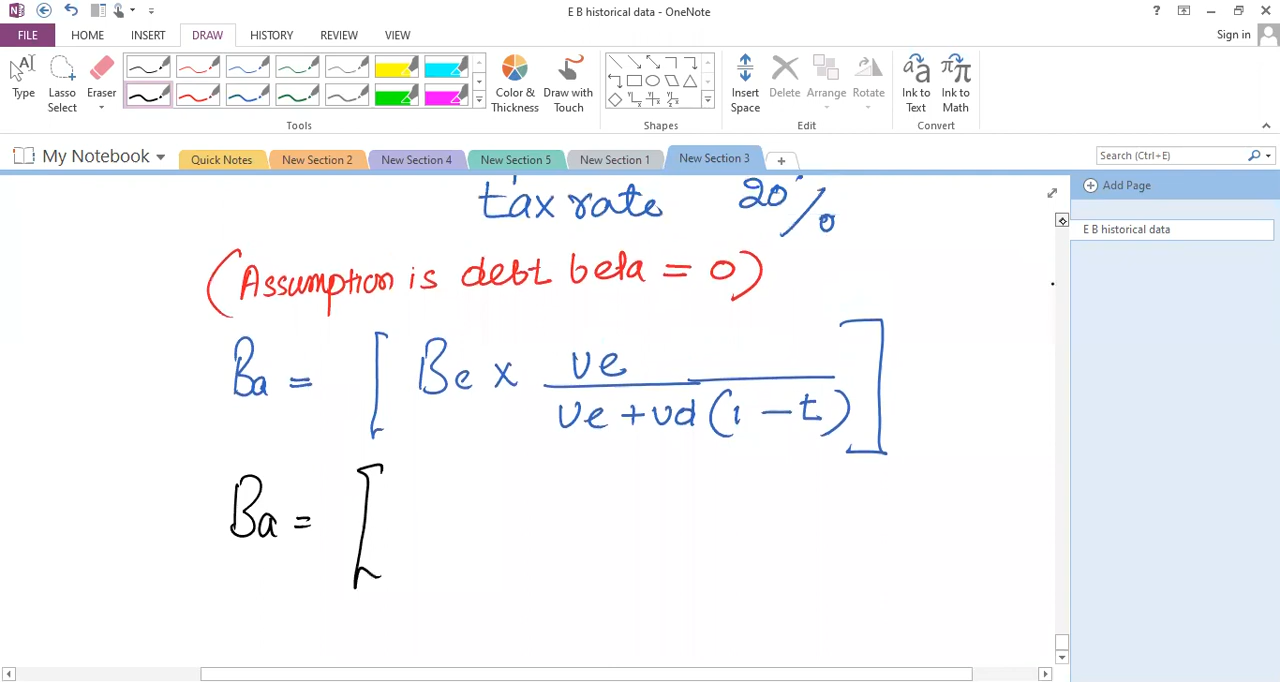 E B historical data - OneNote
Sign in
FILE HOME INSERT DRAW HISTORY REVIEW VIEW
Type Lasso Select Eraser Color & Thickness Draw with Touch Insert Space Delete Arrange Rotate Ink to Text Ink to Math
Tools Shapes Edit Convert
My Notebook Quick Notes New Section 2 New Section 4 New Section 5 New Section 1 New Section 3 Search (Ctrl+E)
Add Page
E B historical data
tax rate 20%
(Assumption is debt beta = 0)
Ba = [ Be x ve / ve + vd (1 - t) ]
Ba = [